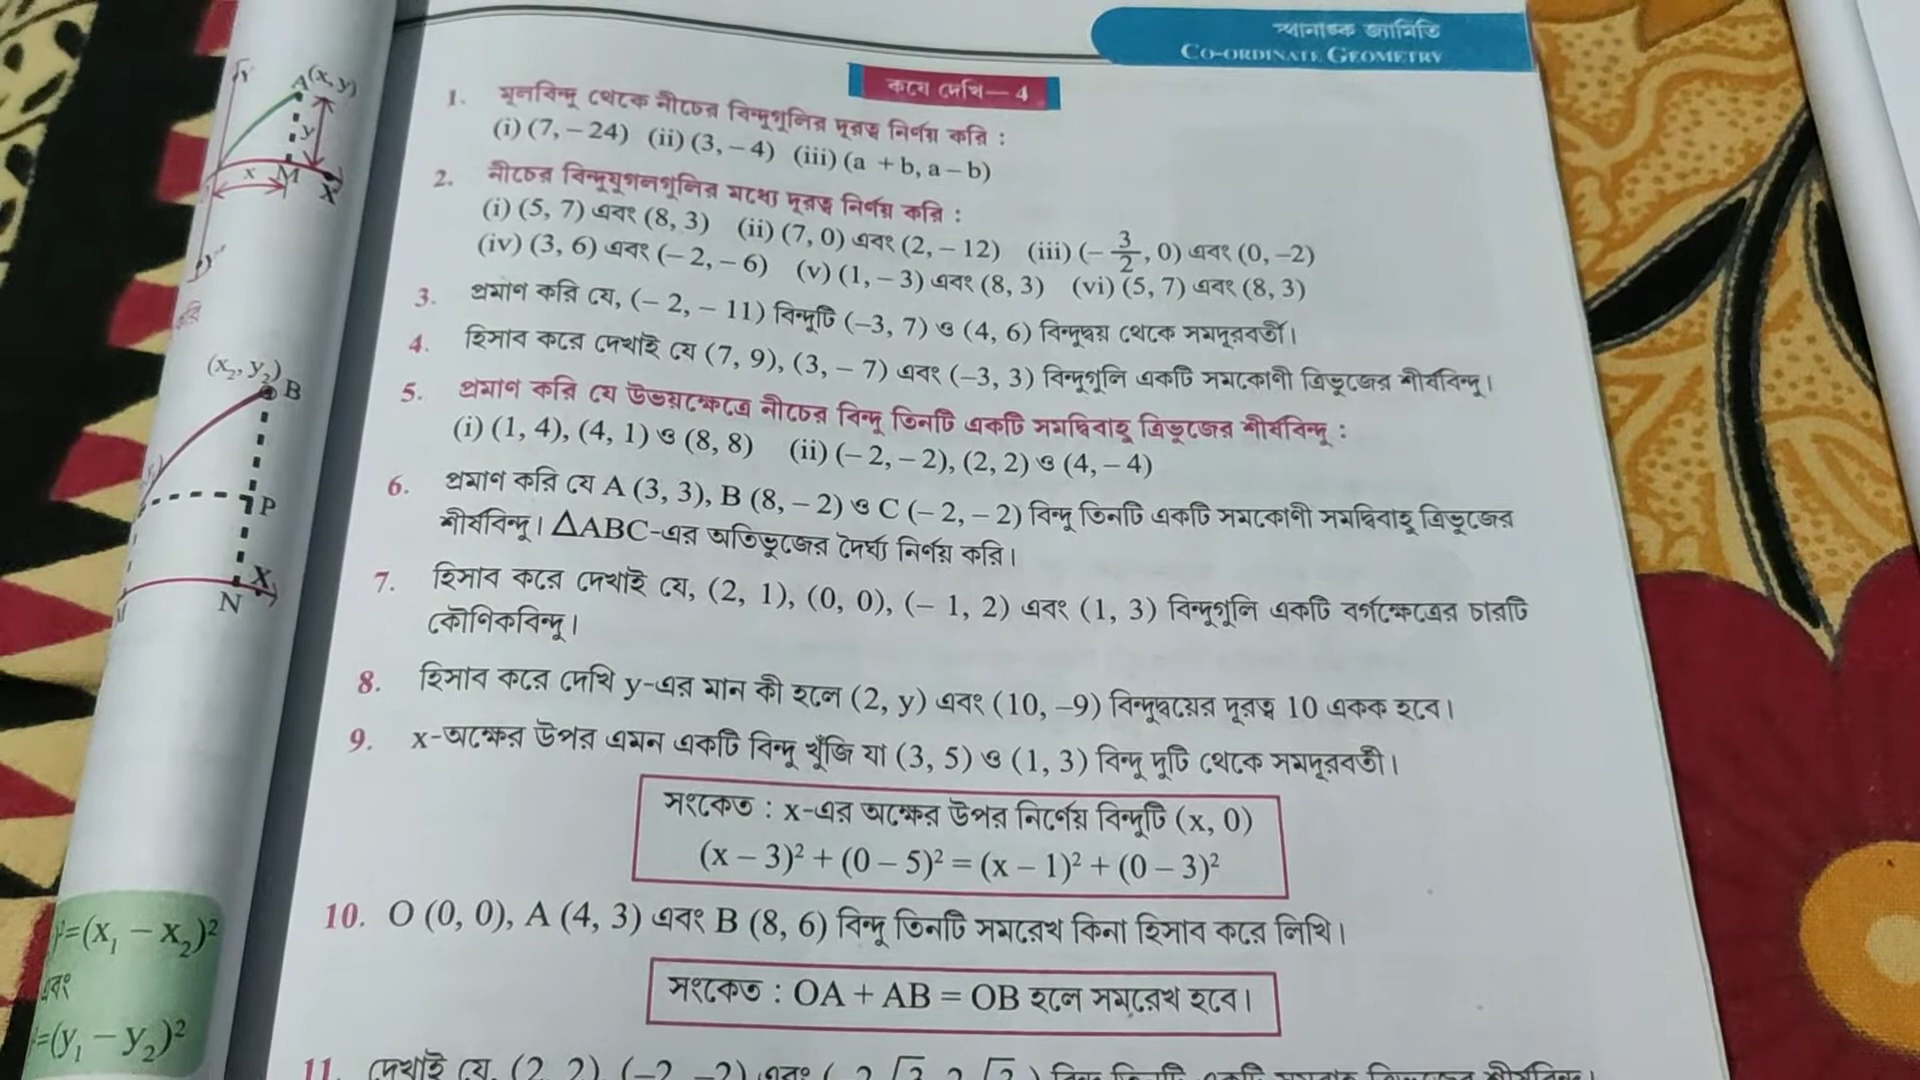 স্থানাঙ্ক জ্যামিতি
CO-ORDINATE GEOMETRY
কষে দেখি— 4
1. মূলবিন্দু থেকে নীচের বিন্দুগুলির দূরত্ব নির্ণয় করি :
(i) (7, – 24) (ii) (3, – 4) (iii) (a + b, a – b)
2. নীচের বিন্দুযুগলগুলির মধ্যে দূরত্ব নির্ণয় করি :
(i) (5, 7) এবং (8, 3) (ii) (7, 0) এবং (2, – 12) (iii) (– 3/2, 0) এবং (0, –2)
(iv) (3, 6) এবং (– 2, – 6) (v) (1, – 3) এবং (8, 3) (vi) (5, 7) এবং (8, 3)
3. প্রমাণ করি যে, (– 2, – 11) বিন্দুটি (–3, 7) ও (4, 6) বিন্দুদ্বয় থেকে সমদূরবর্তী।
4. হিসাব করে দেখাই যে (7, 9), (3, – 7) এবং (–3, 3) বিন্দুগুলি একটি সমকোণী ত্রিভুজের শীর্ষবিন্দু।
5. প্রমাণ করি যে উভয়ক্ষেত্রে নীচের বিন্দু তিনটি একটি সমদ্বিবাহু ত্রিভুজের শীর্ষবিন্দু :
(i) (1, 4), (4, 1) ও (8, 8) (ii) (– 2, – 2), (2, 2) ও (4, – 4)
6. প্রমাণ করি যে A (3, 3), B (8, – 2) ও C (– 2, – 2) বিন্দু তিনটি একটি সমকোণী সমদ্বিবাহু ত্রিভুজের
শীর্ষবিন্দু। △ABC-এর অতিভুজের দৈর্ঘ্য নির্ণয় করি।
7. হিসাব করে দেখাই যে, (2, 1), (0, 0), (– 1, 2) এবং (1, 3) বিন্দুগুলি একটি বর্গক্ষেত্রের চারটি
কৌণিকবিন্দু।
8. হিসাব করে দেখি y-এর মান কী হলে (2, y) এবং (10, –9) বিন্দুদ্বয়ের দূরত্ব 10 একক হবে।
9. x-অক্ষের উপর এমন একটি বিন্দু খুঁজি যা (3, 5) ও (1, 3) বিন্দু দুটি থেকে সমদূরবর্তী।
সংকেত : x-এর অক্ষের উপর নির্ণেয় বিন্দুটি (x, 0)
(x – 3)² + (0 – 5)² = (x – 1)² + (0 – 3)²
10. O (0, 0), A (4, 3) এবং B (8, 6) বিন্দু তিনটি সমরেখ কিনা হিসাব করে লিখি।
সংকেত : OA + AB = OB হলে সমরেখ হবে।
11. দেখাই যে, (2, 2), (–2, –2) এবং
A(x, y)
y
x M X
(x₂, y₂)
B
P
X
N
²=(x₁ – x₂)²
এবং
=(y₁ – y₂)²